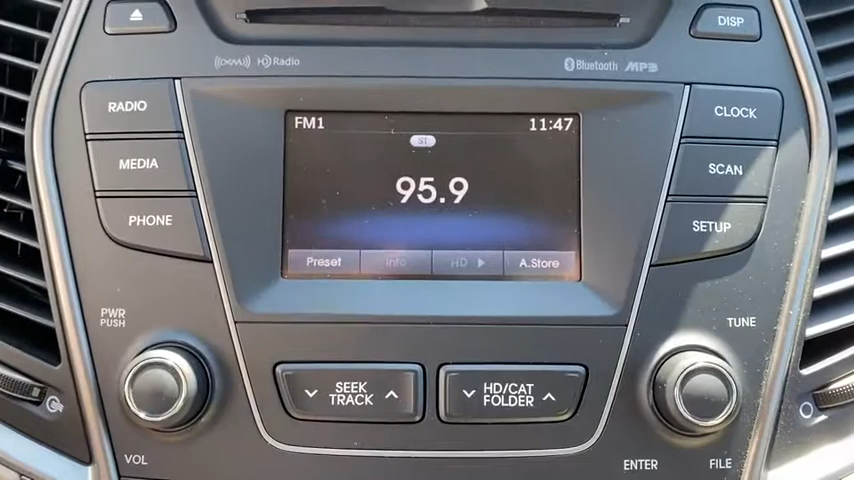 DISP
(((XM))) HD Radio
Bluetooth MP3
RADIO
MEDIA
PHONE
FM1 11:47
ST
95.9
Preset Info HD A.Store
CLOCK
SCAN
SETUP
PWR
PUSH
VOL
SEEK
TRACK
HD/CAT
FOLDER
TUNE
ENTER FILE